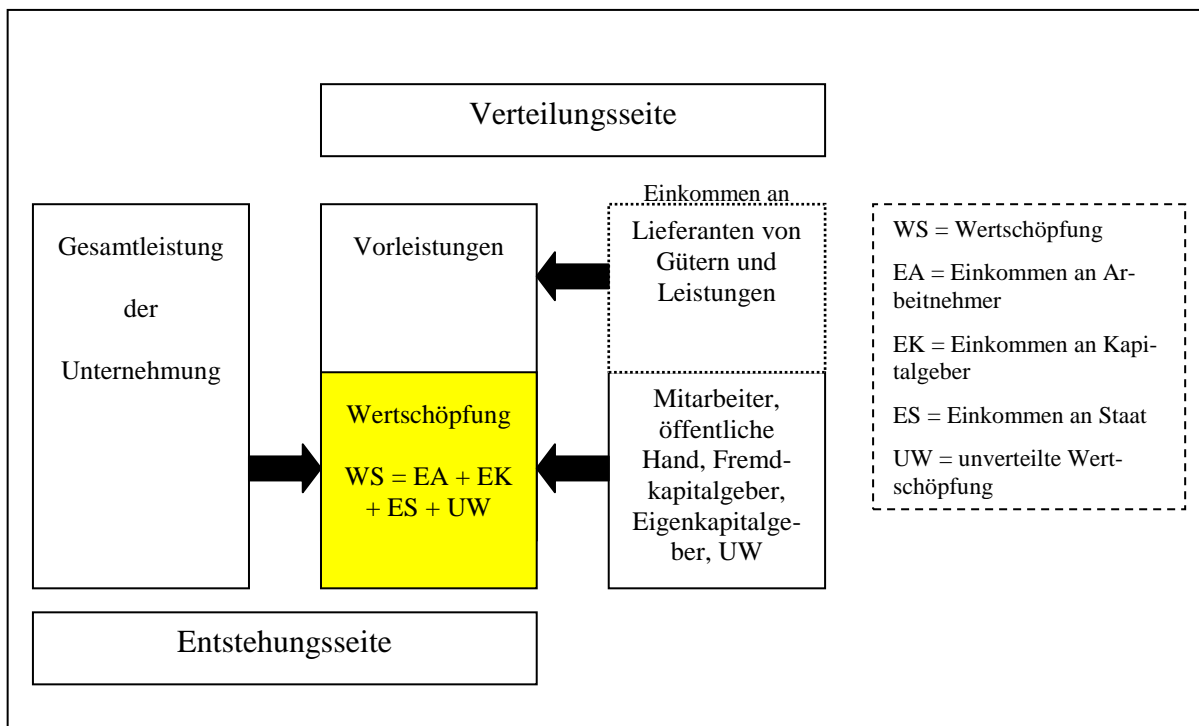 Verteilungsseite
Gesamtleistung
der
Unternehmung
Vorleistungen
Wertschöpfung
WS = EA + EK
+ ES + UW
Einkommen an
Lieferanten von
Gütern und
Leistungen
Mitarbeiter,
öffentliche
Hand, Fremd-
kapitalgeber,
Eigenkapitalge-
ber, UW
WS = Wertschöpfung
EA = Einkommen an Ar-
beitnehmer
EK = Einkommen an Kapi-
talgeber
ES = Einkommen an Staat
UW = unverteilte Wert-
schöpfung
Entstehungsseite